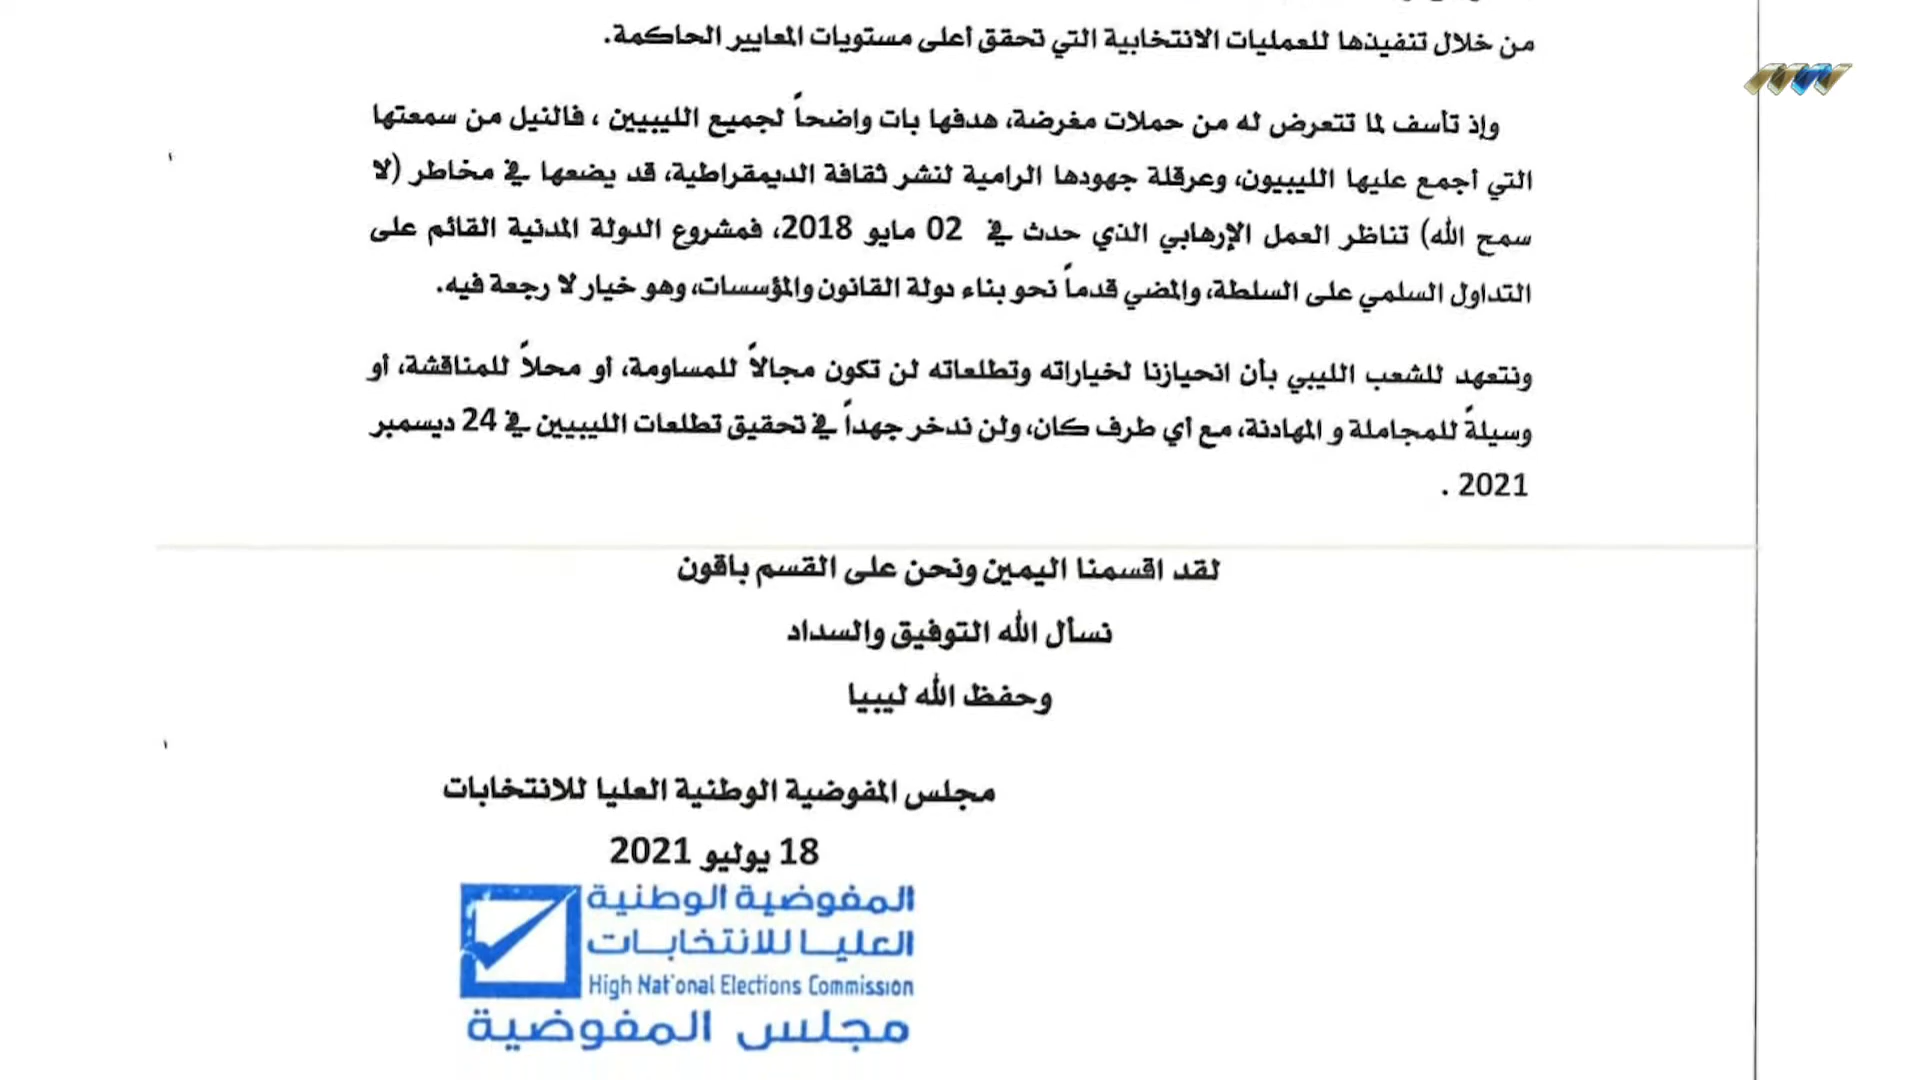 من خلال تنفيذها للعمليات الانتخابية التي تحقق أعلى مستويات المعايير الحاكمة.
وإذ تأسف لما تتعرض له من حملات مغرضة، هدفها بات واضحاً لجميع الليبيين ، فالنيل من سمعتها
التي أجمع عليها الليبيون، وعرقلة جهودها الرامية لنشر ثقافة الديمقراطية، قد يضعها في مخاطر (لا
سمح الله) تناظر العمل الإرهابي الذي حدث في 02 مايو 2018، فمشروع الدولة المدنية القائم على
التداول السلمي على السلطة، والمضي قدماً نحو بناء دولة القانون والمؤسسات، وهو خيار لا رجعة فيه.
ونتعهد للشعب الليبي بأن انحيازنا لخياراته وتطلعاته لن تكون مجالاً للمساومة، أو محلاً للمناقشة، أو
وسيلةً للمجاملة و المهادنة، مع أي طرف كان، ولن ندخر جهداً في تحقيق تطلعات الليبيين في 24 ديسمبر
2021 .
لقد اقسمنا اليمين ونحن على القسم باقون
نسأل الله التوفيق والسداد
وحفظ الله ليبيا
مجلس المفوضية الوطنية العليا للانتخابات
18 يوليو 2021
المفوضية الوطنية
العليا للانتخابات
High National Elections Commission
مجلس المفوضية